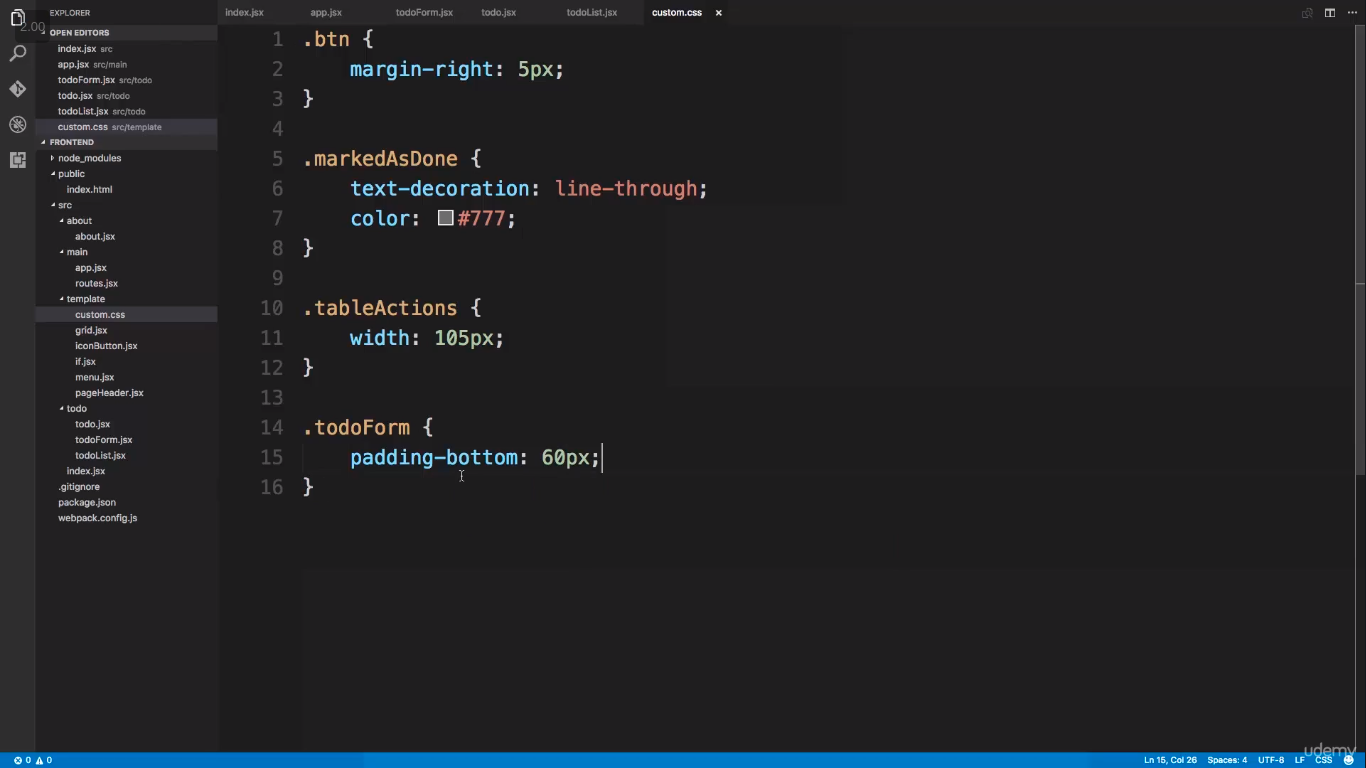 EXPLORER
index.jsx
app.jsx
todoForm.jsx
todo.jsx
todoList.jsx
custom.css
2.00
OPEN EDITORS
index.jsx src
app.jsx src/main
todoForm.jsx src/todo
todo.jsx src/todo
todoList.jsx src/todo
custom.css src/template
FRONTEND
node_modules
public
index.html
src
about
about.jsx
main
app.jsx
routes.jsx
template
custom.css
grid.jsx
iconButton.jsx
if.jsx
menu.jsx
pageHeader.jsx
todo
todo.jsx
todoForm.jsx
todoList.jsx
index.jsx
.gitignore
package.json
webpack.config.js
1 .btn {
2 margin-right: 5px;
3 }
4
5 .markedAsDone {
6 text-decoration: line-through;
7 color: #777;
8 }
9
10 .tableActions {
11 width: 105px;
12 }
13
14 .todoForm {
15 padding-bottom: 60px;
16 }
udemy
0 0
Ln 15, Col 26 Spaces: 4 UTF-8 LF CSS